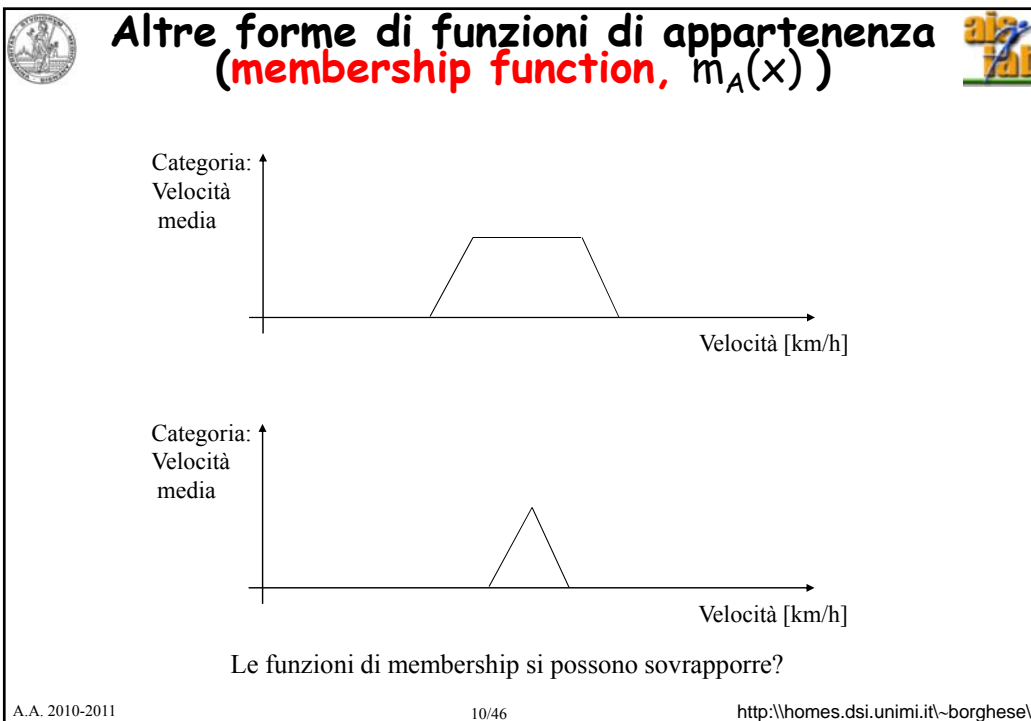 Altre forme di funzioni di appartenenza
(membership function, m_A(x) )
Categoria:
Velocità
media
Velocità [km/h]
Categoria:
Velocità
media
Velocità [km/h]
Le funzioni di membership si possono sovrapporre?
A.A. 2010-2011
10/46
http:\\homes.dsi.unimi.it\~borghese\